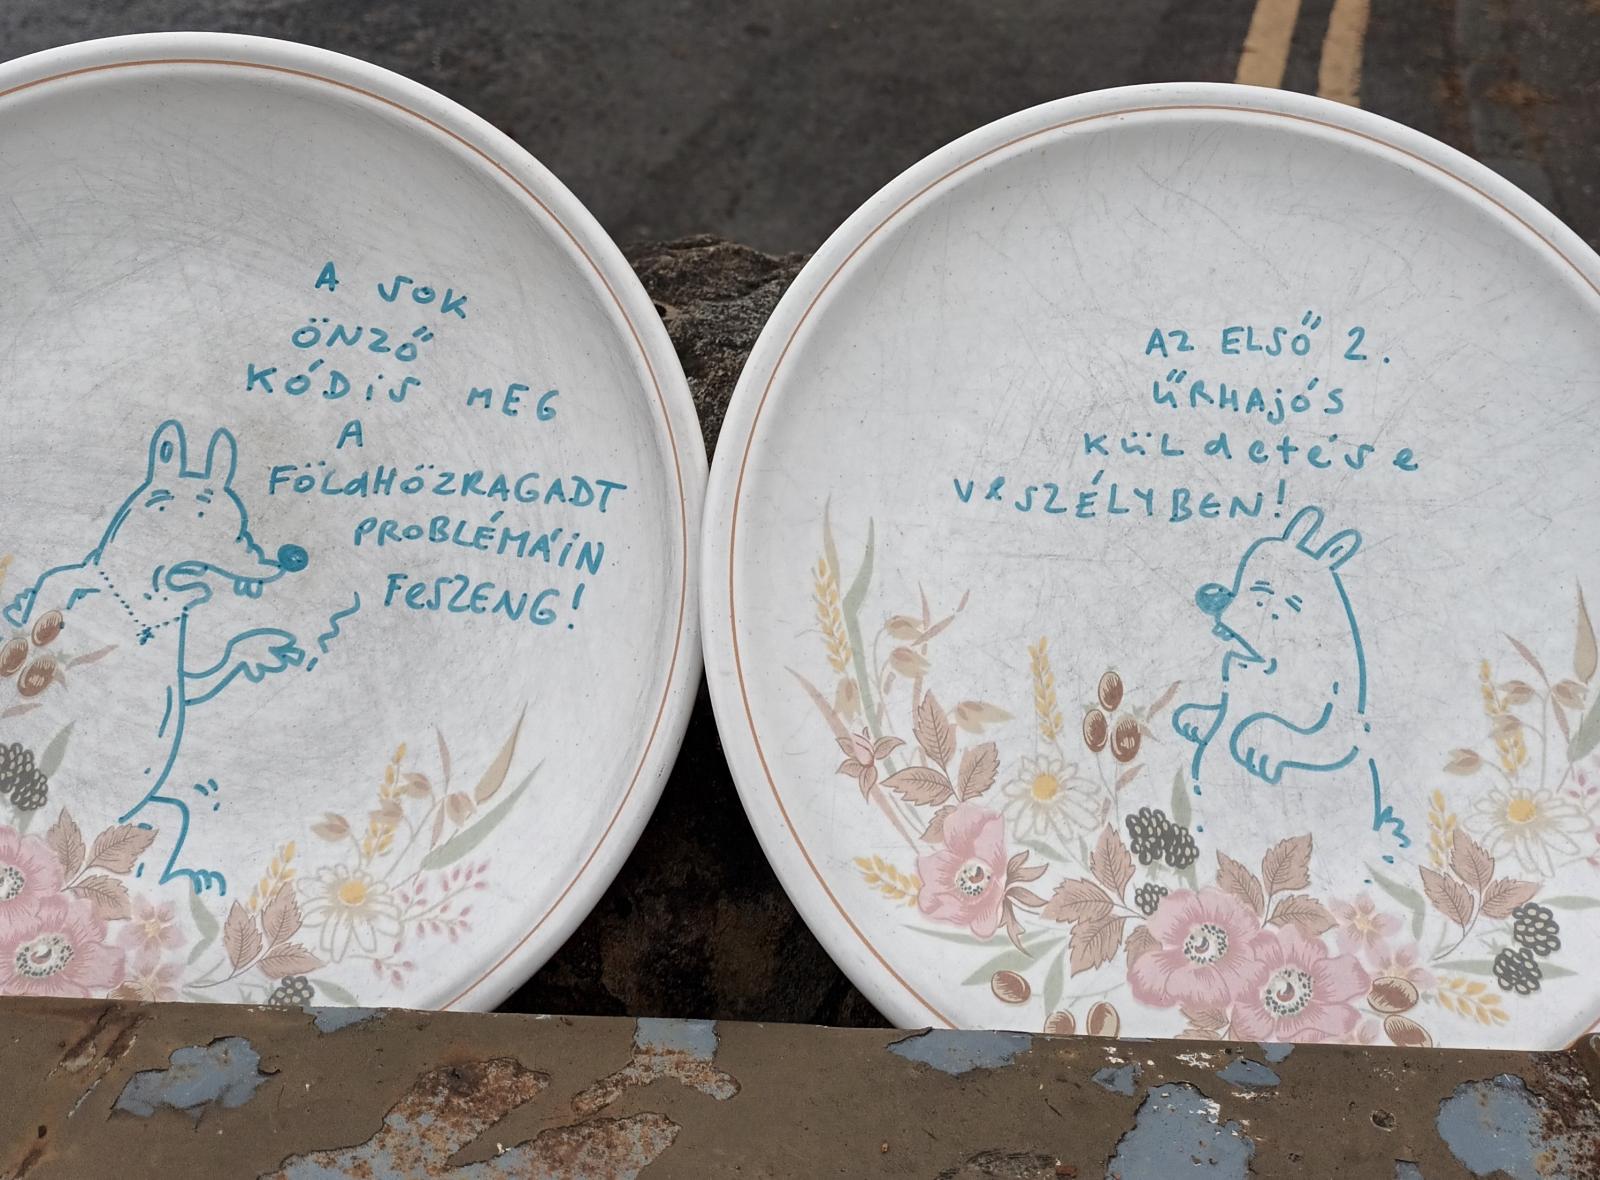 A SOK
ÖNZŐ
KÓDIS MEG
A
FÖLDHÖZRAGADT
PROBLÉMÁIN
FESZENG!
AZ ELSŐ 2.
ŰRHAJÓS
KÜLDETÉSE
VESZÉLYBEN!